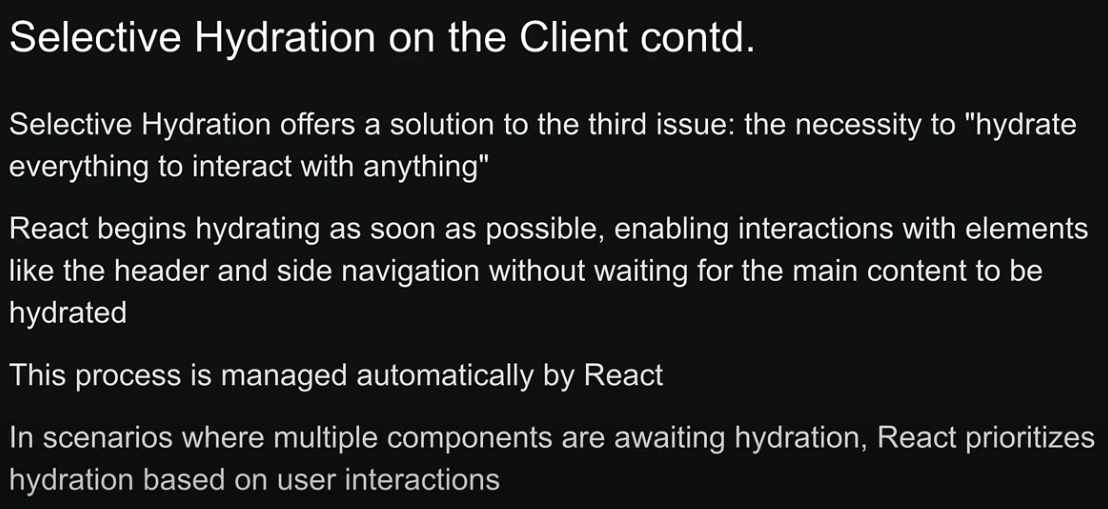 Selective Hydration on the Client contd.
Selective Hydration offers a solution to the third issue: the necessity to "hydrate
everything to interact with anything"
React begins hydrating as soon as possible, enabling interactions with elements
like the header and side navigation without waiting for the main content to be
hydrated
This process is managed automatically by React
In scenarios where multiple components are awaiting hydration, React prioritizes
hydration based on user interactions